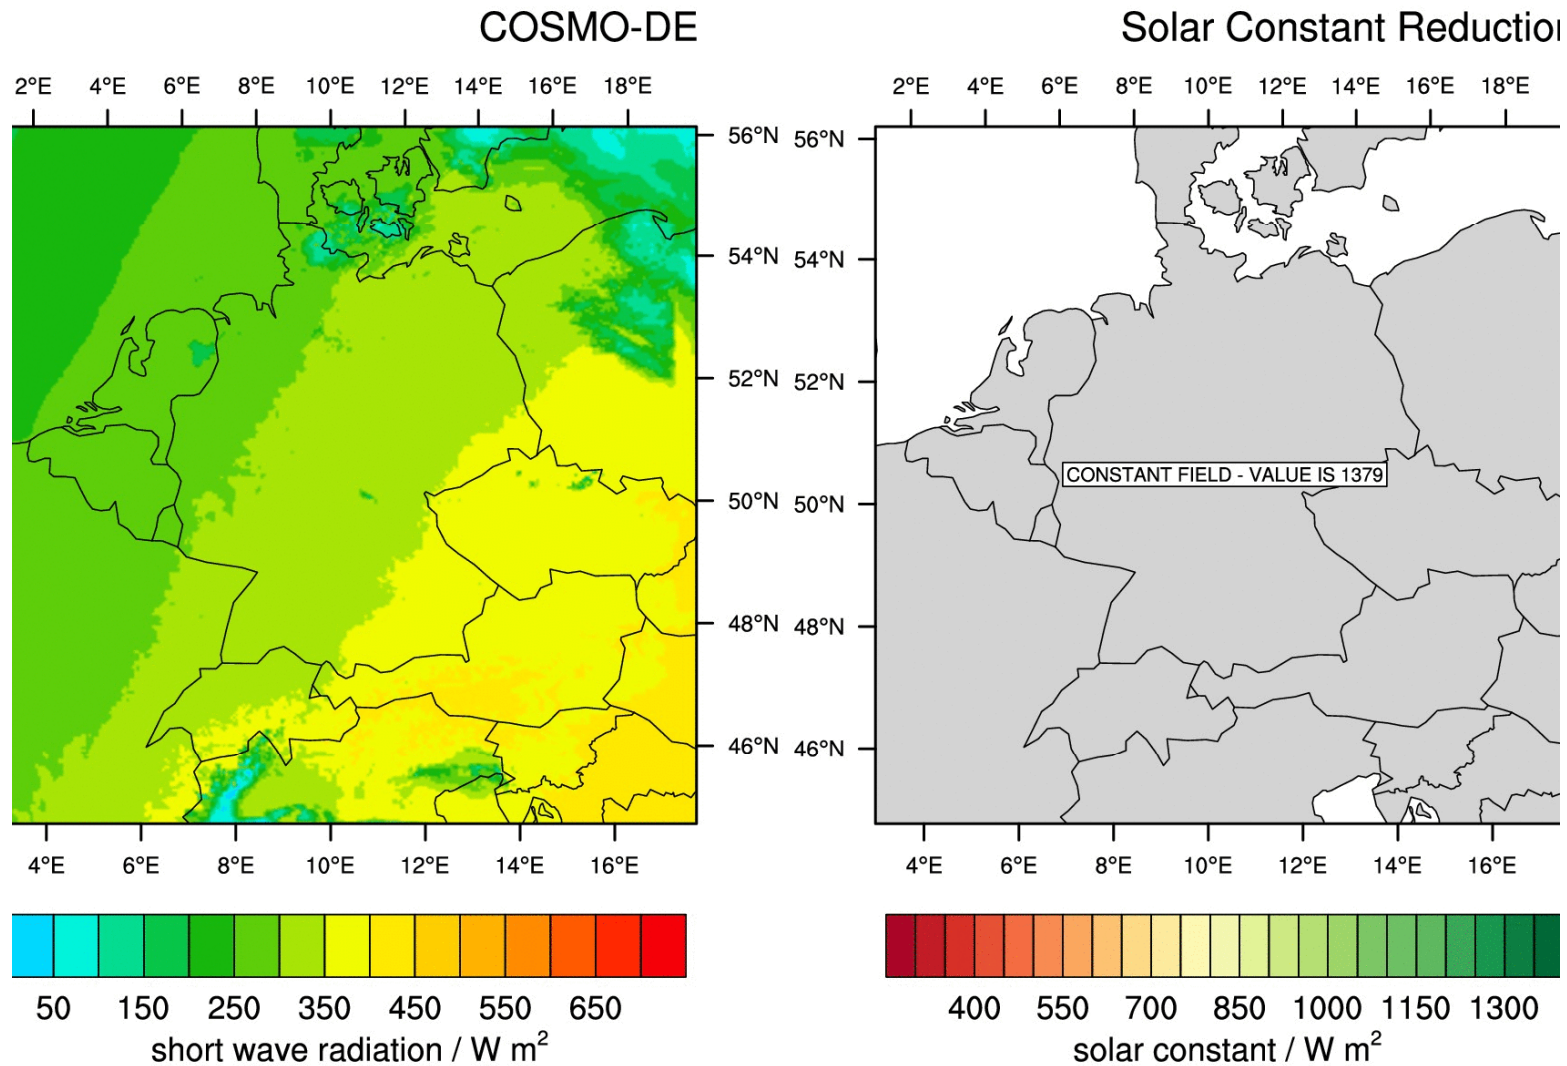 COSMO-DE
Solar Constant Reduction
2°E 4°E 6°E 8°E 10°E 12°E 14°E 16°E 18°E
2°E 4°E 6°E 8°E 10°E 12°E 14°E 16°E 18°E
56°N 56°N
54°N 54°N
52°N 52°N
CONSTANT FIELD - VALUE IS 1379
50°N 50°N
48°N 48°N
46°N 46°N
4°E 6°E 8°E 10°E 12°E 14°E 16°E
4°E 6°E 8°E 10°E 12°E 14°E 16°E
50 150 250 350 450 550 650
400 550 700 850 1000 1150 1300
short wave radiation / W m²
solar constant / W m²